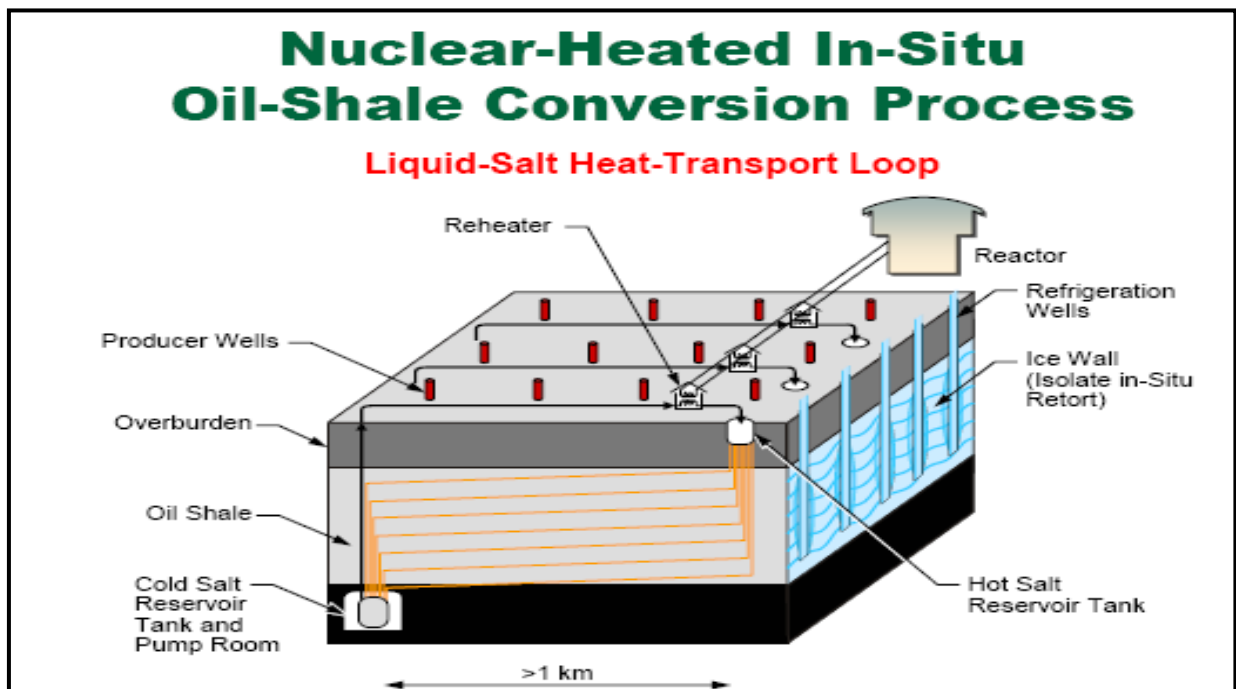 Nuclear-Heated In-Situ
Oil-Shale Conversion Process
Liquid-Salt Heat-Transport Loop
Reheater
Reactor
Refrigeration
Wells
Producer Wells
Ice Wall
(Isolate in-Situ
Retort)
Overburden
Oil Shale
Cold Salt
Reservoir
Tank and
Pump Room
Hot Salt
Reservoir Tank
>1 km